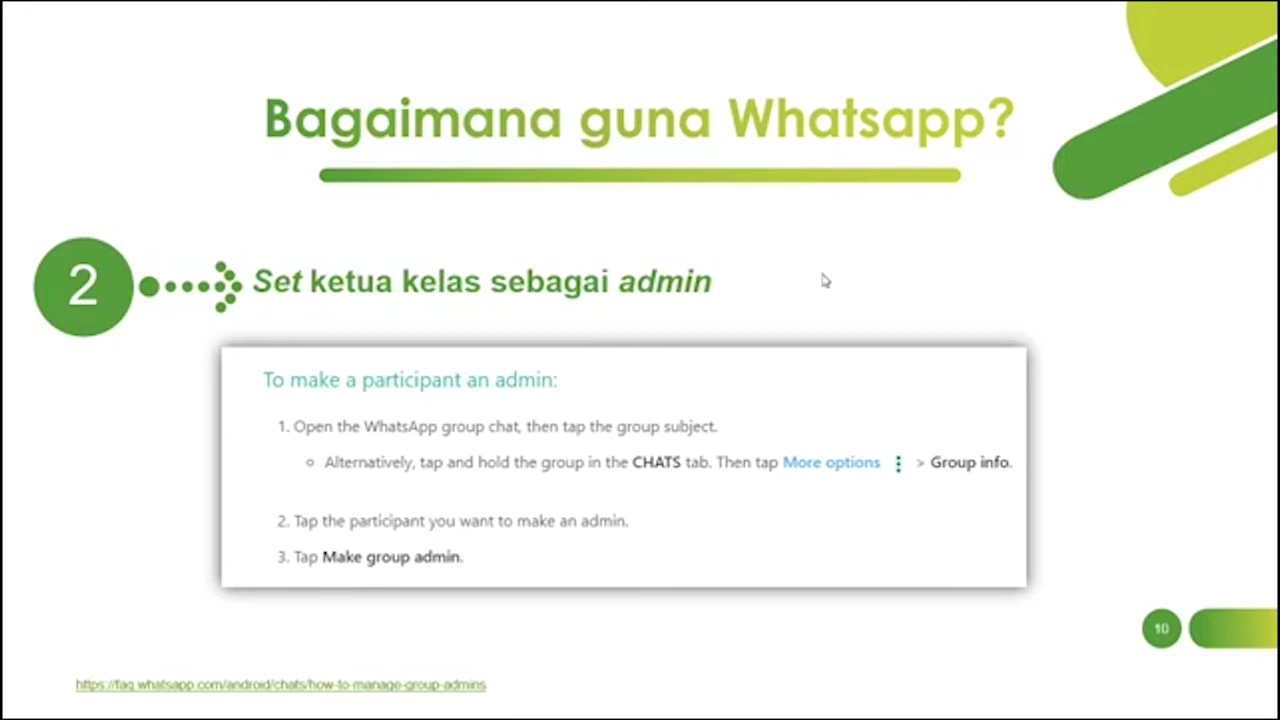 Bagaimana guna Whatsapp?
2
Set ketua kelas sebagai admin
To make a participant an admin:
1. Open the WhatsApp group chat, then tap the group subject.
Alternatively, tap and hold the group in the CHATS tab. Then tap More options ⋮ > Group info.
2. Tap the participant you want to make an admin.
3. Tap Make group admin.
10
https://faq.whatsapp.com/android/chats/how-to-manage-group-admins